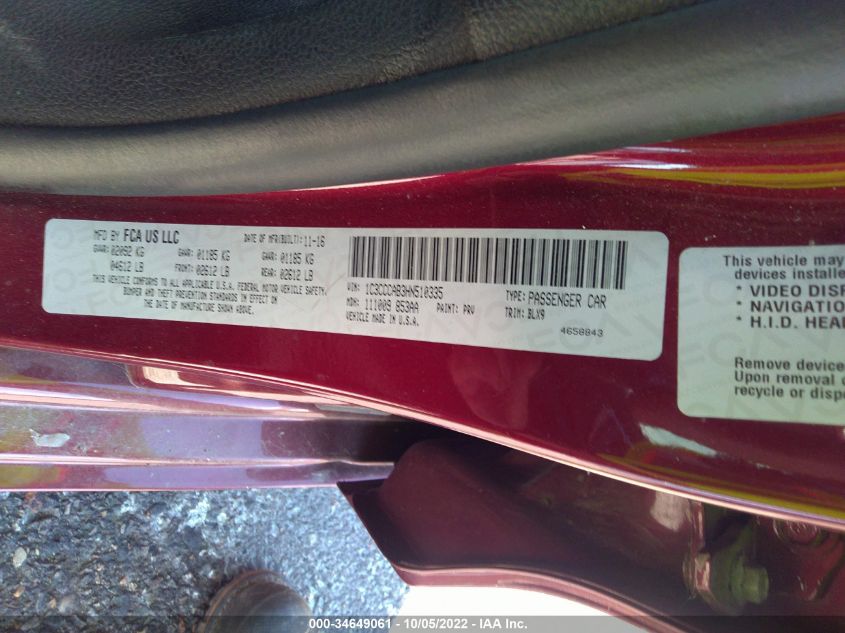 MFD BY FCA US LLC
DATE OF MFR(BUILT): 11-16
GVWR: 02092 KG
04612 LB
GAWR: 01185 KG
FRONT: 02612 LB
GAWR: 01185 KG
REAR: 02612 LB
THIS VEHICLE CONFORMS TO ALL APPLICABLE U.S.A. FEDERAL MOTOR VEHICLE SAFETY,
BUMPER AND THEFT PREVENTION STANDARDS IN EFFECT ON
THE DATE OF MANUFACTURE SHOWN ABOVE.
VIN: 1C3CCCAB3HN510335
TYPE: PASSENGER CAR
MDH: 111009 853AA
PAINT: PRV
TRIM: BLX9
VEHICLE MADE IN U.S.A.
4658843
This vehicle may
devices installe
* VIDEO DISP
* NAVIGATION
* H.I.D. HEAD
Remove device
Upon removal
recycle or dispo
000-34649061 - 10/05/2022 - IAA Inc.